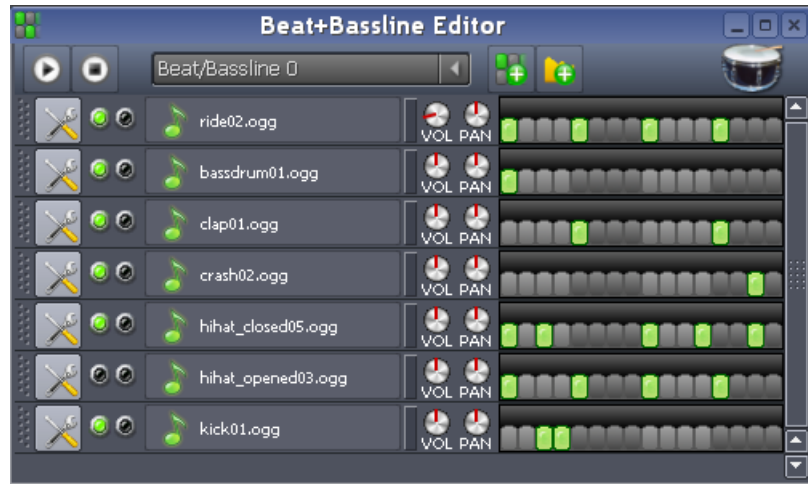 Beat+Bassline Editor
Beat/Bassline 0
ride02.ogg VOL PAN
bassdrum01.ogg VOL PAN
clap01.ogg VOL PAN
crash02.ogg VOL PAN
hihat_closed05.ogg VOL PAN
hihat_opened03.ogg VOL PAN
kick01.ogg VOL PAN